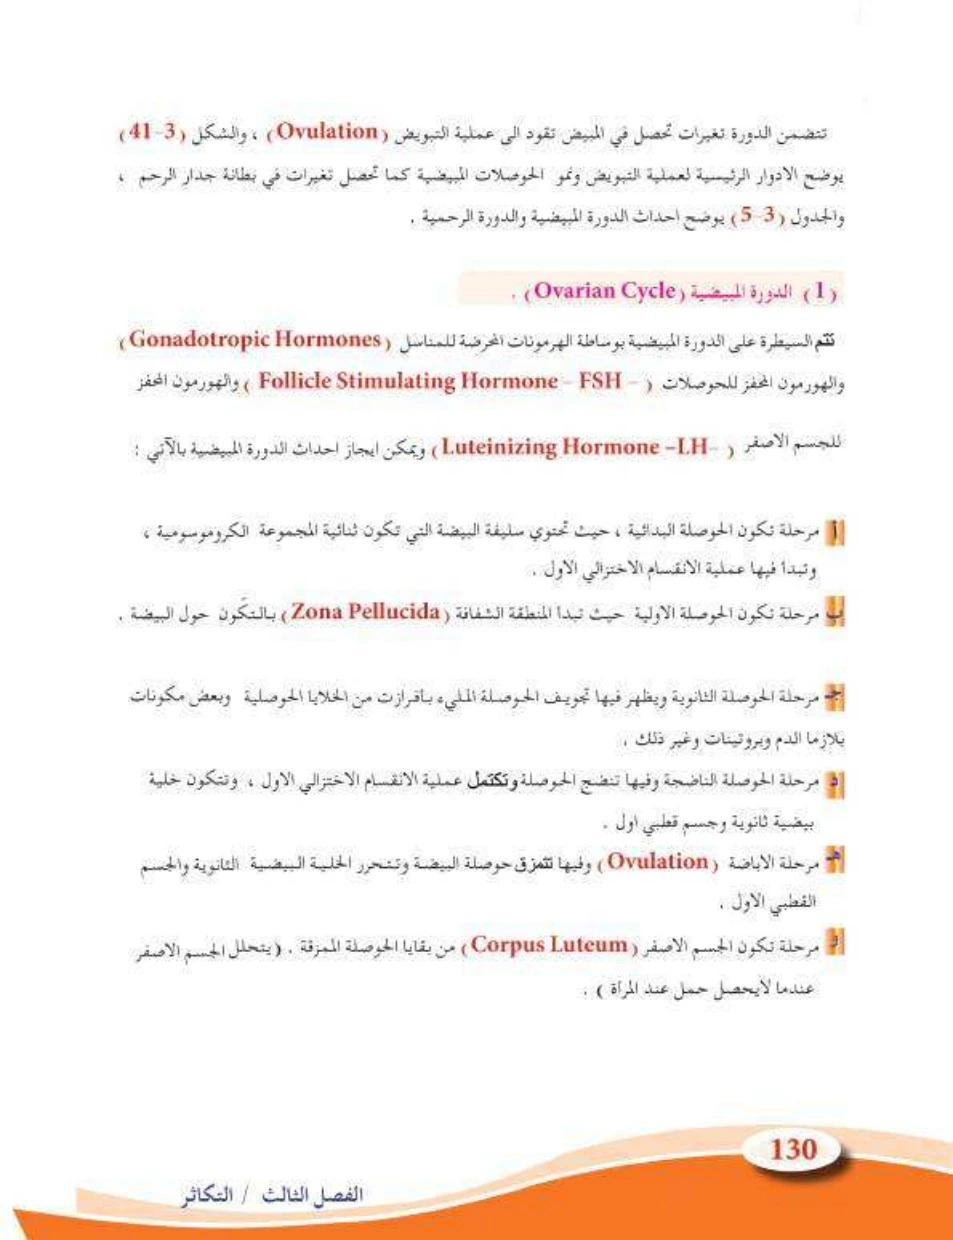 تتضمن الدورة تغيرات تحصل في المبيض تقود الى عملية التبويض (Ovulation) ، والشكل (3-41)
يوضح الادوار الرئيسية لعملية التبويض ونمو الحوصلات المبيضية كما تحصل تغيرات في بطانة جدار الرحم ،
والجدول (3-5) يوضح احداث الدورة المبيضية والدورة الرحمية .
(1) الدورة المبيضية (Ovarian Cycle) .
تتم السيطرة على الدورة المبيضية بوساطة الهرمونات المحرضة للمناسل (Gonadotropic Hormones)
والهورمون المحفز للحوصلات (Follicle Stimulating Hormone - FSH -) والهورمون المحفز
للجسم الاصفر (Luteinizing Hormone -LH-) ويمكن ايجاز احداث الدورة المبيضية بالآتي :
أ مرحلة تكون الحوصلة البدائية ، حيث تحتوي سليفة البيضة التي تكون ثنائية المجموعة الكروموسومية ،
وتبدأ فيها عملية الانقسام الاختزالي الاول .
ب مرحلة تكون الحوصلة الاولية حيث تبدا المنطقة الشفافة (Zona Pellucida) بالتكَون حول البيضة .
جـ مرحلة الحوصلة الثانوية ويظهر فيها تجويف الحوصلة المليء بأفرازت من الخلايا الحوصلية وبعض مكونات
بلازما الدم وبروتينات وغير ذلك .
د مرحلة الحوصلة الناضجة وفيها تنضج الحوصلة وتكتمل عملية الانقسام الاختزالي الاول ، وتتكون خلية
بيضية ثانوية وجسم قطبي اول .
هـ مرحلة الاباضة (Ovulation) وفيها تتمزق حوصلة البيضة وتتحرر الخلية البيضية الثانوية والجسم
القطبي الاول .
و مرحلة تكون الجسم الاصفر (Corpus Luteum) من بقايا الحوصلة الممزقة . (يتحلل الجسم الاصفر
عندما لايحصل حمل عند المرأة ) .
130
الفصل الثالث / التكاثر